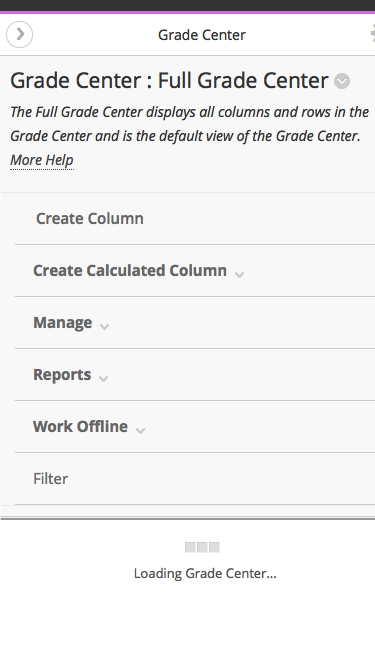 Grade Center
Grade Center : Full Grade Center
The Full Grade Center displays all columns and rows in the
Grade Center and is the default view of the Grade Center.
More Help
Create Column
Create Calculated Column
Manage
Reports
Work Offline
Filter
Loading Grade Center...